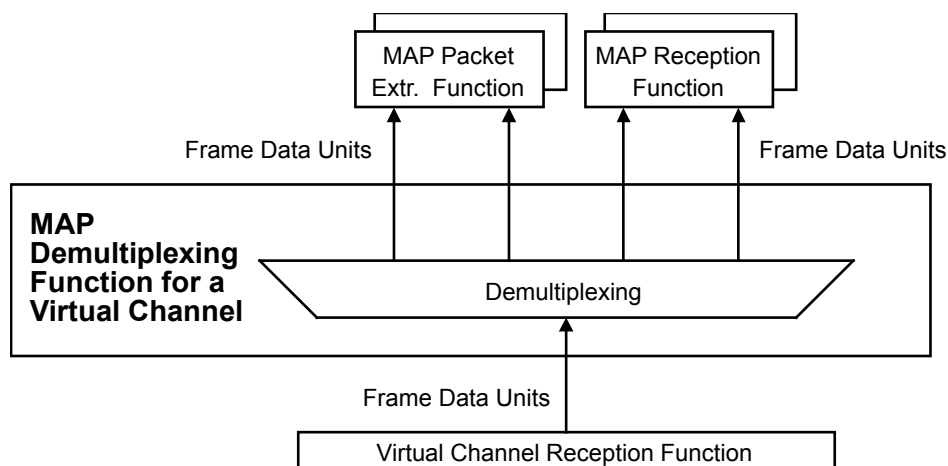 MAP Packet
Extr. Function
MAP Reception
Function
Frame Data Units
Frame Data Units
MAP
Demultiplexing
Function for a
Virtual Channel
Demultiplexing
Frame Data Units
Virtual Channel Reception Function